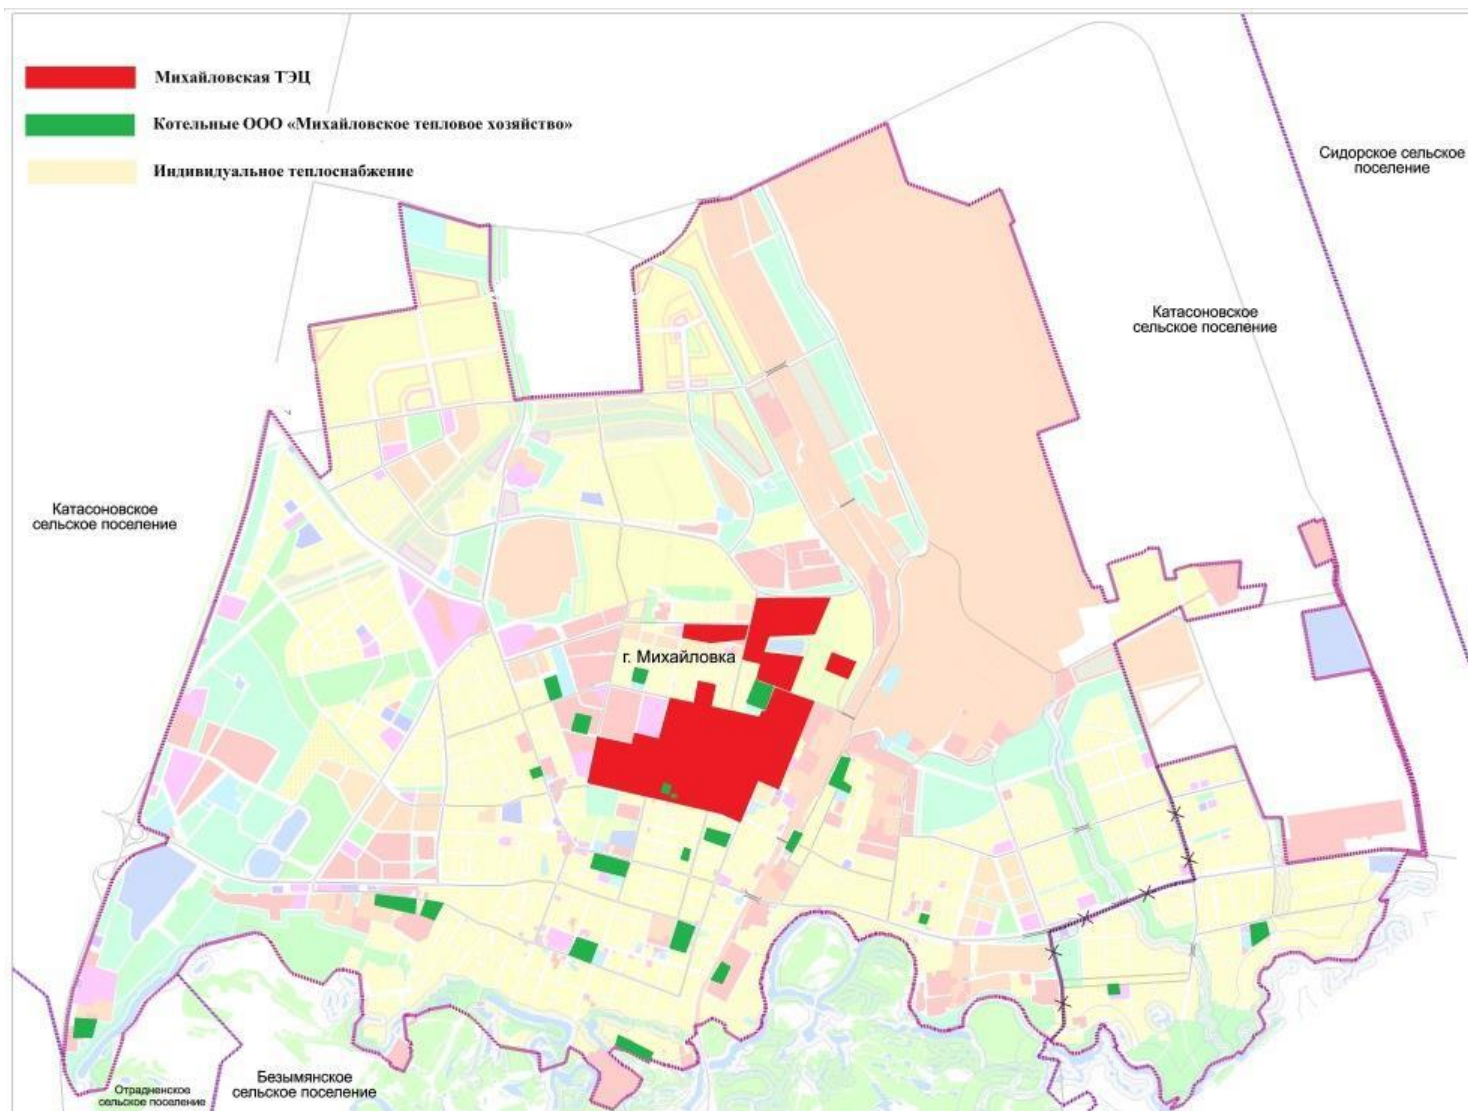 Михайловская ТЭЦ
Котельные ООО «Михайловское тепловое хозяйство»
Индивидуальное теплоснабжение
Сидорское сельское
поселение
Катасоновское
сельское поселение
Катасоновское
сельское поселение
г. Михайловка
Безымянское
сельское поселение
Отрадненское
сельское поселение